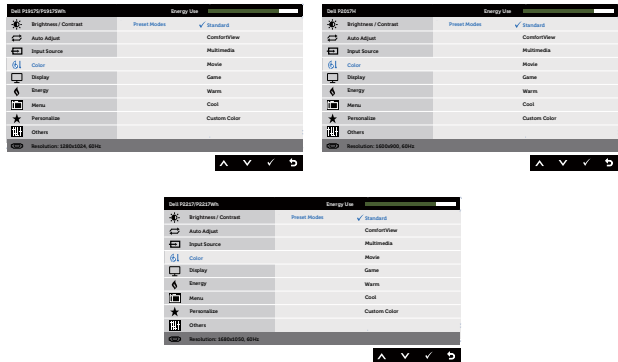 Dell P1917S/P1917SWh Energy Use
Brightness / Contrast Preset Modes ✓ Standard
Auto Adjust ComfortView
Input Source Multimedia
Color Movie
Display Game
Energy Warm
Menu Cool
Personalize Custom Color
Others
Resolution: 1280x1024, 60Hz
Dell P2017H Energy Use
Brightness / Contrast Preset Modes ✓ Standard
Auto Adjust ComfortView
Input Source Multimedia
Color Movie
Display Game
Energy Warm
Menu Cool
Personalize Custom Color
Others
Resolution: 1600x900, 60Hz
Dell P2217/P2217Wh Energy Use
Brightness / Contrast Preset Modes ✓ Standard
Auto Adjust ComfortView
Input Source Multimedia
Color Movie
Display Game
Energy Warm
Menu Cool
Personalize Custom Color
Others
Resolution: 1680x1050, 60Hz